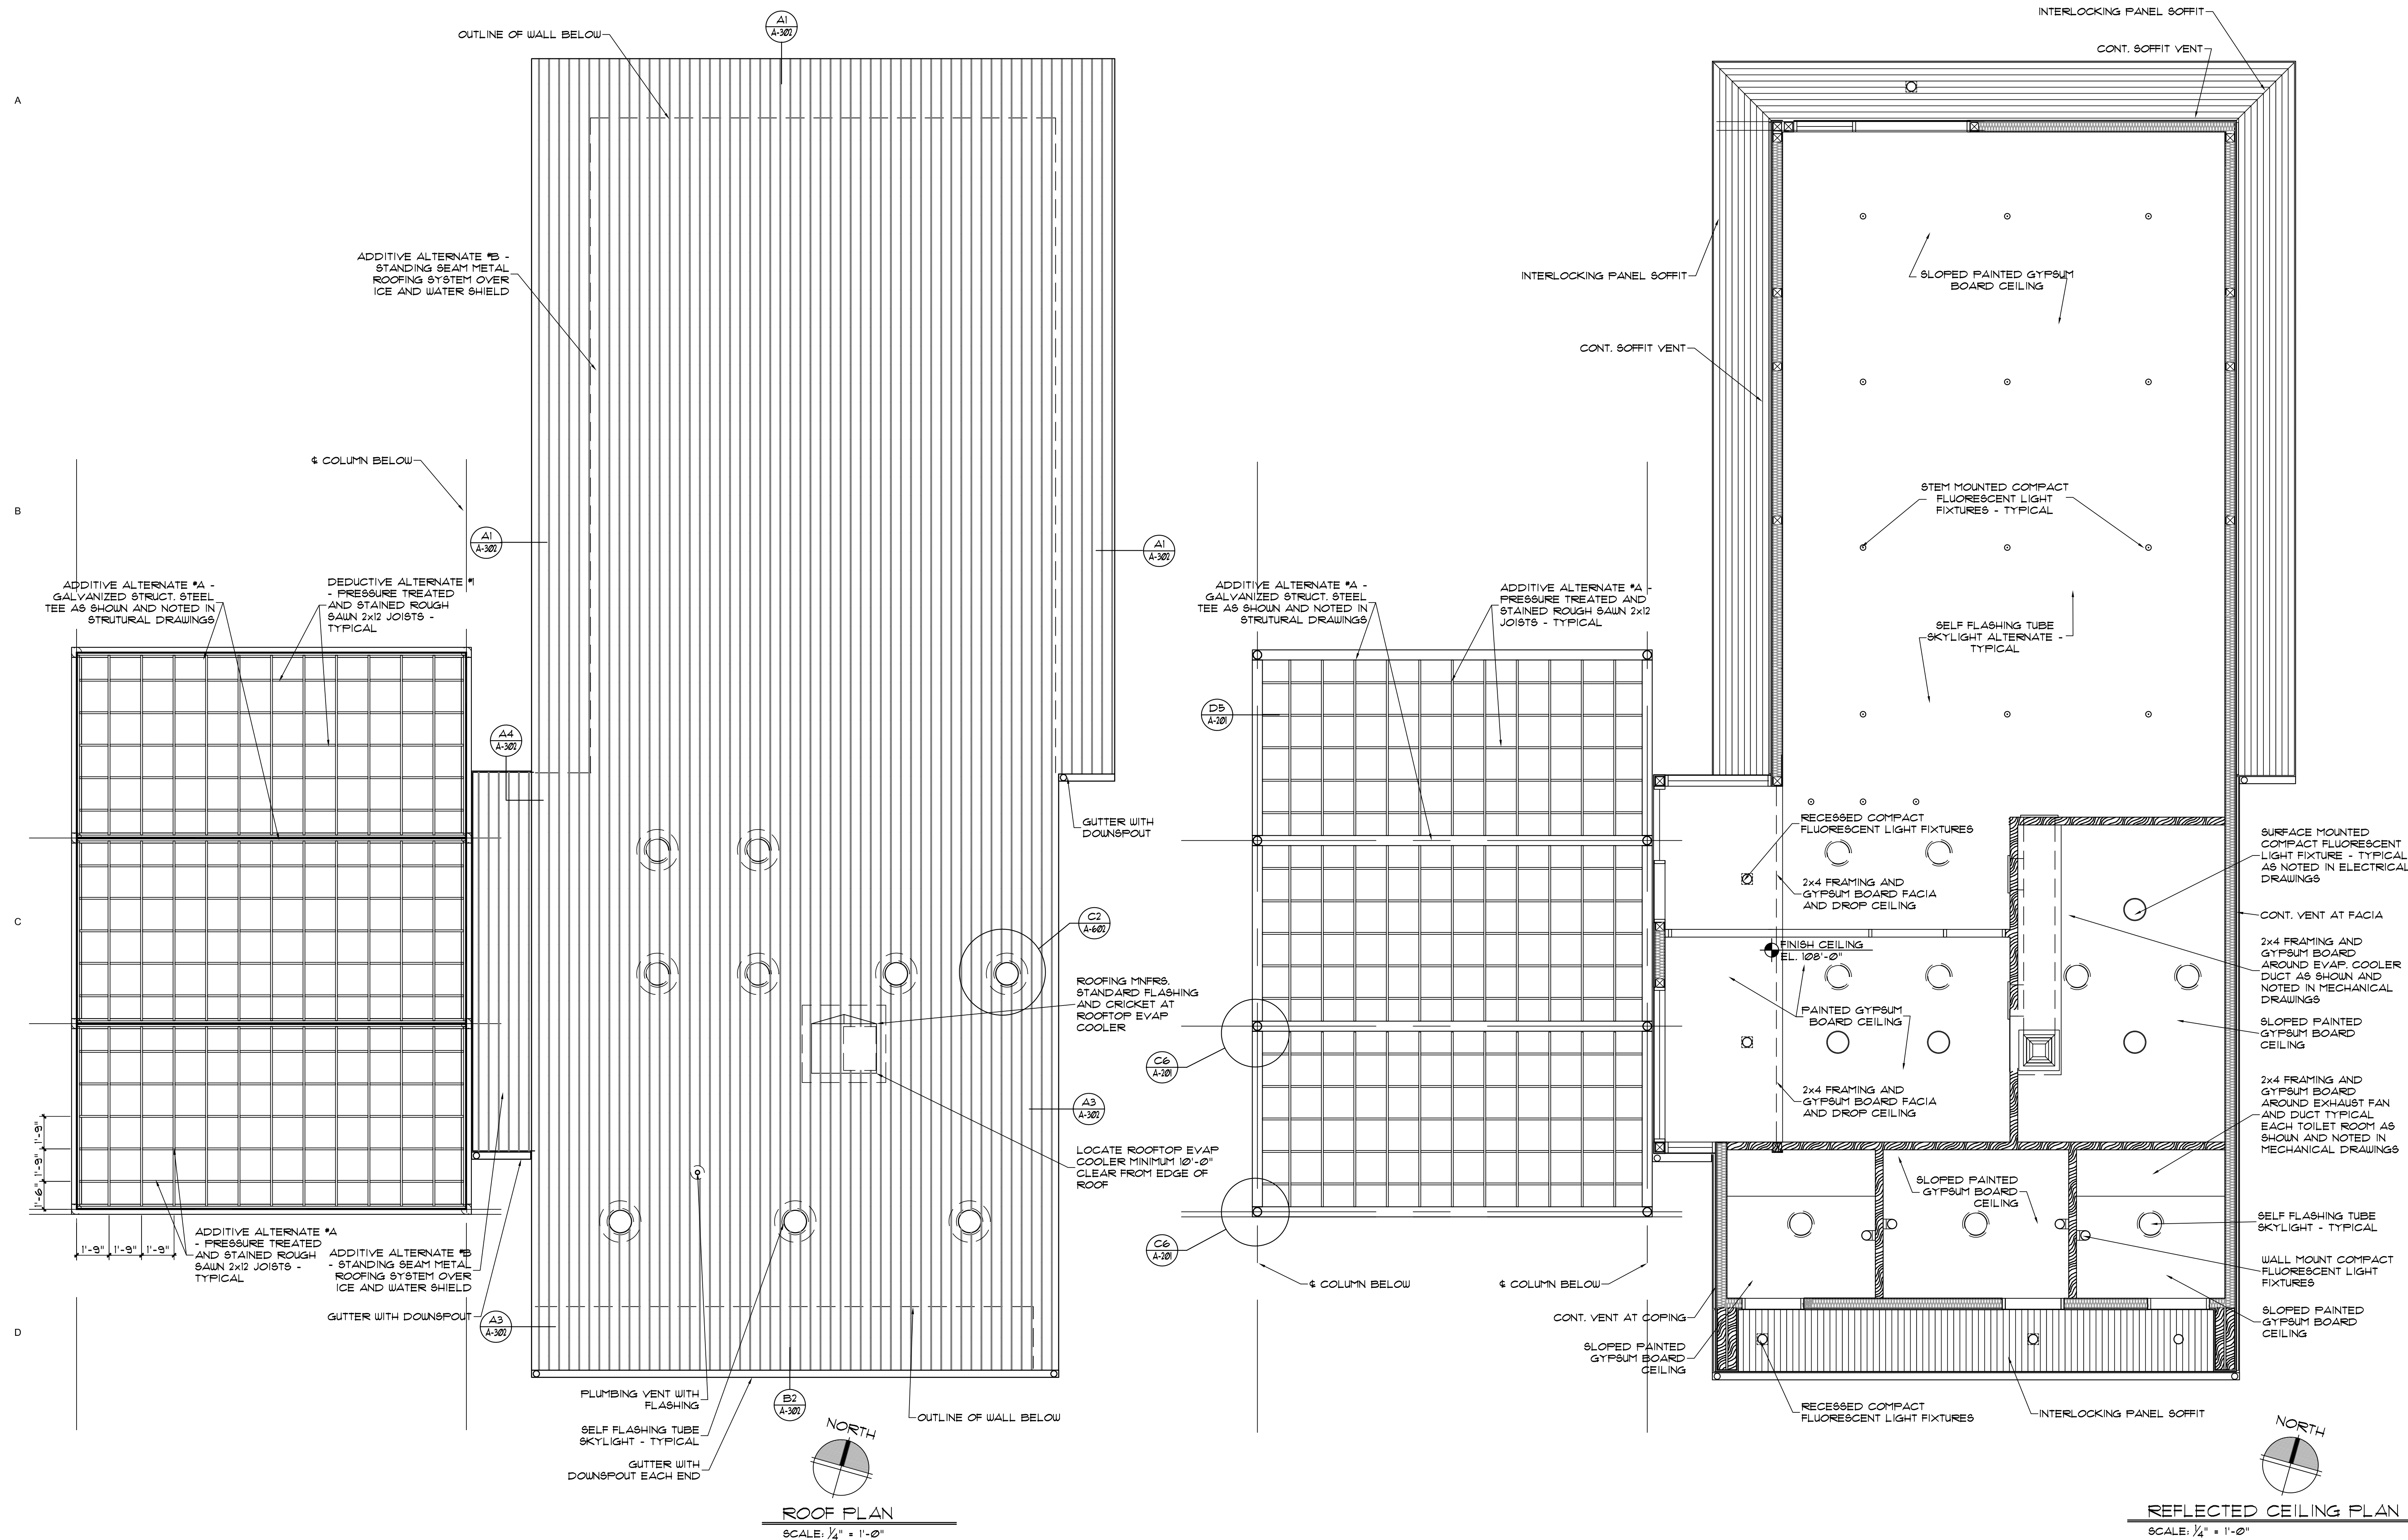 A
B
C
D
A1
A-302
OUTLINE OF WALL BELOW
ADDITIVE ALTERNATE #B -
STANDING SEAM METAL
ROOFING SYSTEM OVER
ICE AND WATER SHIELD
℄ COLUMN BELOW
A1
A-302
A1
A-302
ADDITIVE ALTERNATE #A -
GALVANIZED STRUCT. STEEL
TEE AS SHOWN AND NOTED IN
STRUTURAL DRAWINGS
DEDUCTIVE ALTERNATE #1
- PRESSURE TREATED
AND STAINED ROUGH
SAWN 2x12 JOISTS -
TYPICAL
A4
A-302
GUTTER WITH
DOWNSPOUT
C2
A-602
ROOFING MNFRS.
STANDARD FLASHING
AND CRICKET AT
ROOFTOP EVAP
COOLER
A3
A-302
LOCATE ROOFTOP EVAP
COOLER MINIMUM 10'-0"
CLEAR FROM EDGE OF
ROOF
1'-9"
1'-9"
1'-6"
1'-9"
1'-9"
1'-9"
ADDITIVE ALTERNATE #A
- PRESSURE TREATED
AND STAINED ROUGH
SAWN 2x12 JOISTS -
TYPICAL
ADDITIVE ALTERNATE #B
- STANDING SEAM METAL
ROOFING SYSTEM OVER
ICE AND WATER SHIELD
GUTTER WITH DOWNSPOUT
A3
A-302
PLUMBING VENT WITH
FLASHING
SELF FLASHING TUBE
SKYLIGHT - TYPICAL
GUTTER WITH
DOWNSPOUT EACH END
B2
A-302
OUTLINE OF WALL BELOW
NORTH
ROOF PLAN
SCALE: 1/4" = 1'-0"
INTERLOCKING PANEL SOFFIT
CONT. SOFFIT VENT
INTERLOCKING PANEL SOFFIT
CONT. SOFFIT VENT
SLOPED PAINTED GYPSUM
BOARD CEILING
STEM MOUNTED COMPACT
FLUORESCENT LIGHT
FIXTURES - TYPICAL
ADDITIVE ALTERNATE #A -
GALVANIZED STRUCT. STEEL
TEE AS SHOWN AND NOTED IN
STRUTURAL DRAWINGS
ADDITIVE ALTERNATE #A -
PRESSURE TREATED AND
STAINED ROUGH SAWN 2x12
JOISTS - TYPICAL
SELF FLASHING TUBE
SKYLIGHT ALTERNATE -
TYPICAL
D5
A-201
RECESSED COMPACT
FLUORESCENT LIGHT FIXTURES
2x4 FRAMING AND
GYPSUM BOARD FACIA
AND DROP CEILING
FINISH CEILING
EL. 108'-0"
PAINTED GYPSUM
BOARD CEILING
2x4 FRAMING AND
GYPSUM BOARD FACIA
AND DROP CEILING
SURFACE MOUNTED
COMPACT FLUORESCENT
LIGHT FIXTURE - TYPICAL
AS NOTED IN ELECTRICAL
DRAWINGS
CONT. VENT AT FACIA
2x4 FRAMING AND
GYPSUM BOARD
AROUND EVAP. COOLER
DUCT AS SHOWN AND
NOTED IN MECHANICAL
DRAWINGS
SLOPED PAINTED
GYPSUM BOARD
CEILING
2x4 FRAMING AND
GYPSUM BOARD
AROUND EXHAUST FAN
AND DUCT TYPICAL
EACH TOILET ROOM AS
SHOWN AND NOTED IN
MECHANICAL DRAWINGS
C6
A-201
C6
A-201
SLOPED PAINTED
GYPSUM BOARD
CEILING
SELF FLASHING TUBE
SKYLIGHT - TYPICAL
WALL MOUNT COMPACT
FLUORESCENT LIGHT
FIXTURES
SLOPED PAINTED
GYPSUM BOARD
CEILING
℄ COLUMN BELOW
℄ COLUMN BELOW
CONT. VENT AT COPING
SLOPED PAINTED
GYPSUM BOARD
CEILING
RECESSED COMPACT
FLUORESCENT LIGHT FIXTURES
INTERLOCKING PANEL SOFFIT
NORTH
REFLECTED CEILING PLAN
SCALE: 1/4" = 1'-0"